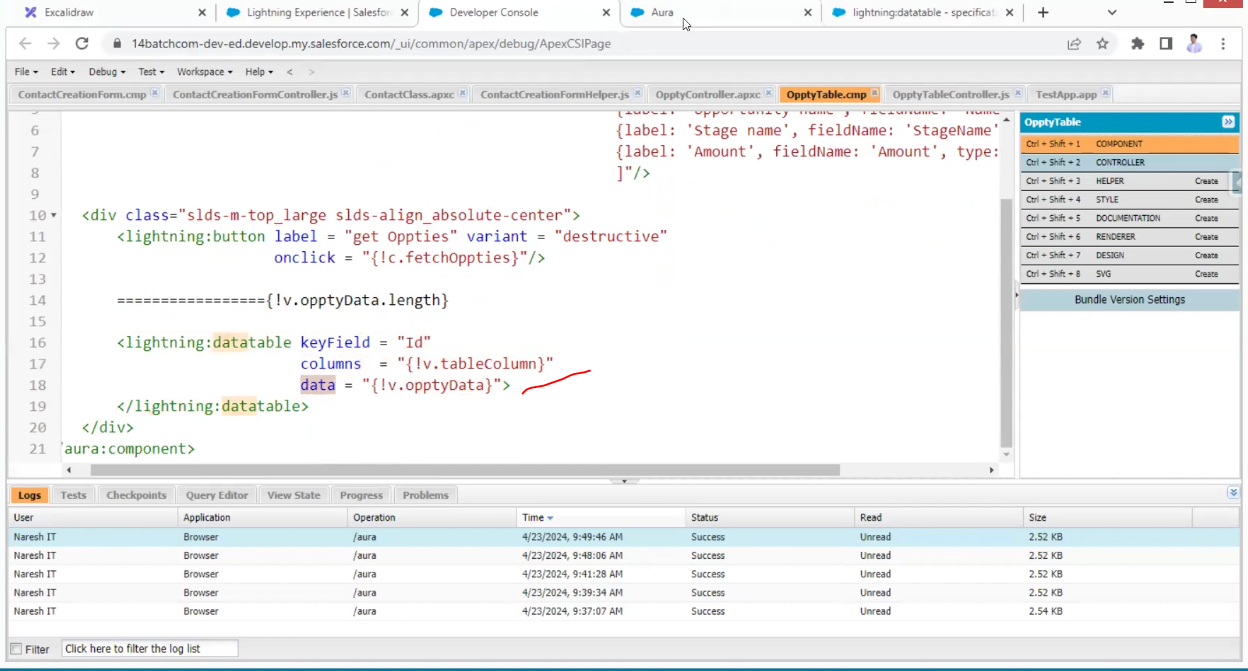 Excalidraw
Lightning Experience | Salesfor
Developer Console
Aura
lightning:datatable - specificat
14batchcom-dev-ed.develop.my.salesforce.com/_ui/common/apex/debug/ApexCSIPage
File Edit Debug Test Workspace Help < >
ContactCreationForm.cmp ContactCreationFormController.js ContactClass.apxc ContactCreationFormHelper.js OpptyController.apxc OpptyTable.cmp OpptyTableController.js TestApp.app
5 {label: 'Opportunity name', fieldName: 'Name
6 {label: 'Stage name', fieldName: 'StageName'
7 {label: 'Amount', fieldName: 'Amount', type:
8 ]"/>
9
10 <div class="slds-m-top_large slds-align_absolute-center">
11 <lightning:button label = "get Oppties" variant = "destructive"
12 onclick = "{!c.fetchOppties}"/>
13
14 ================={!v.opptyData.length}
15
16 <lightning:datatable keyField = "Id"
17 columns = "{!v.tableColumn}"
18 data = "{!v.opptyData}">
19 </lightning:datatable>
20 </div>
21 aura:component>
OpptyTable
Ctrl + Shift + 1 COMPONENT
Ctrl + Shift + 2 CONTROLLER
Ctrl + Shift + 3 HELPER Create
Ctrl + Shift + 4 STYLE Create
Ctrl + Shift + 5 DOCUMENTATION Create
Ctrl + Shift + 6 RENDERER Create
Ctrl + Shift + 7 DESIGN Create
Ctrl + Shift + 8 SVG Create
Bundle Version Settings
Logs Tests Checkpoints Query Editor View State Progress Problems
User Application Operation Time Status Read Size
Naresh IT Browser /aura 4/23/2024, 9:49:46 AM Success Unread 2.52 KB
Naresh IT Browser /aura 4/23/2024, 9:48:06 AM Success Unread 2.52 KB
Naresh IT Browser /aura 4/23/2024, 9:41:28 AM Success Unread 2.52 KB
Naresh IT Browser /aura 4/23/2024, 9:39:34 AM Success Unread 2.52 KB
Naresh IT Browser /aura 4/23/2024, 9:37:07 AM Success Unread 2.54 KB
Filter Click here to filter the log list